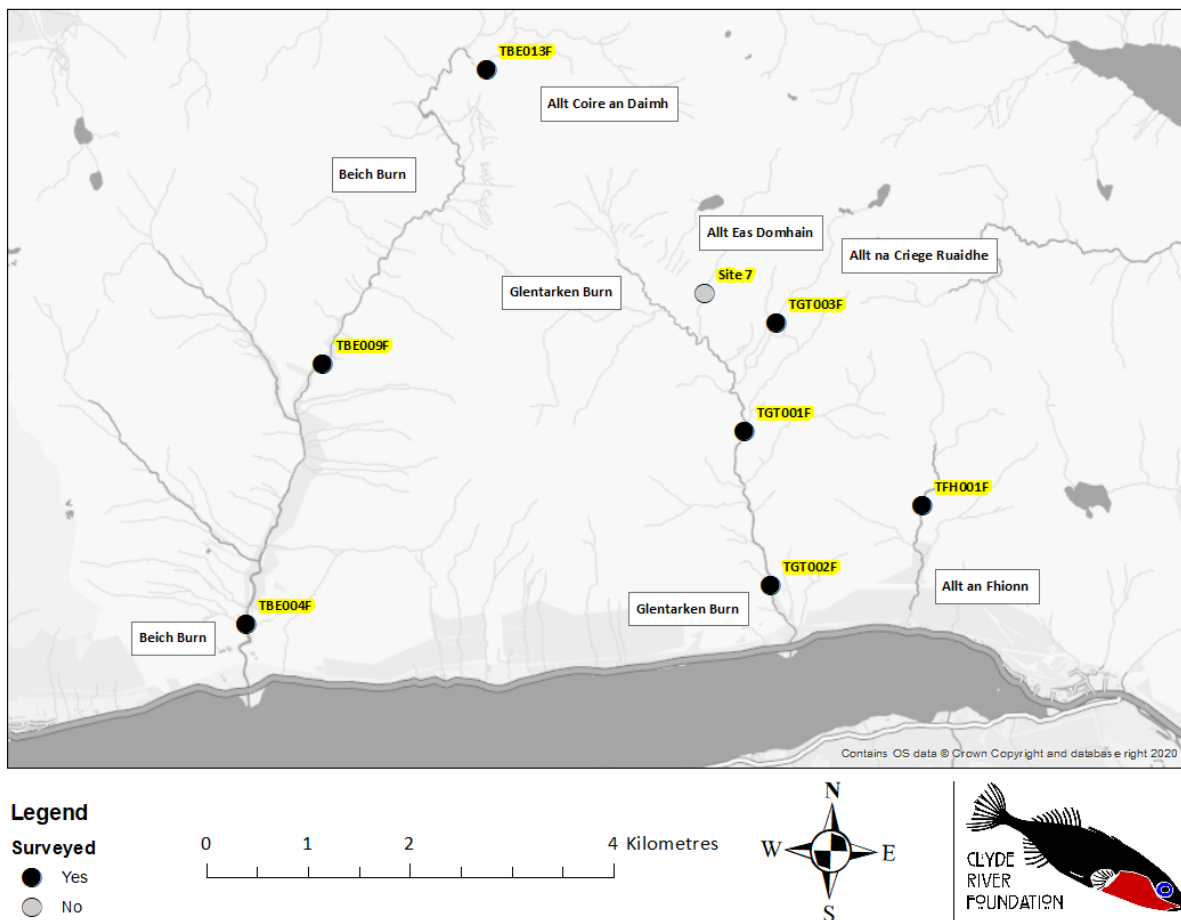 TBE013F
Allt Coire an Daimh
Beich Burn
Allt Eas Domhain
Allt na Criege Ruaidhe
Site 7
Glentarken Burn
TGT003F
TBE009F
TGT001F
TFH001F
TGT002F
Allt an Fhionn
TBE004F
Glentarken Burn
Beich Burn
Contains OS data © Crown Copyright and database right 2020
Legend
Surveyed
Yes
No
0 1 2 4 Kilometres
N
W E
S
CLYDE
RIVER
FOUNDATION